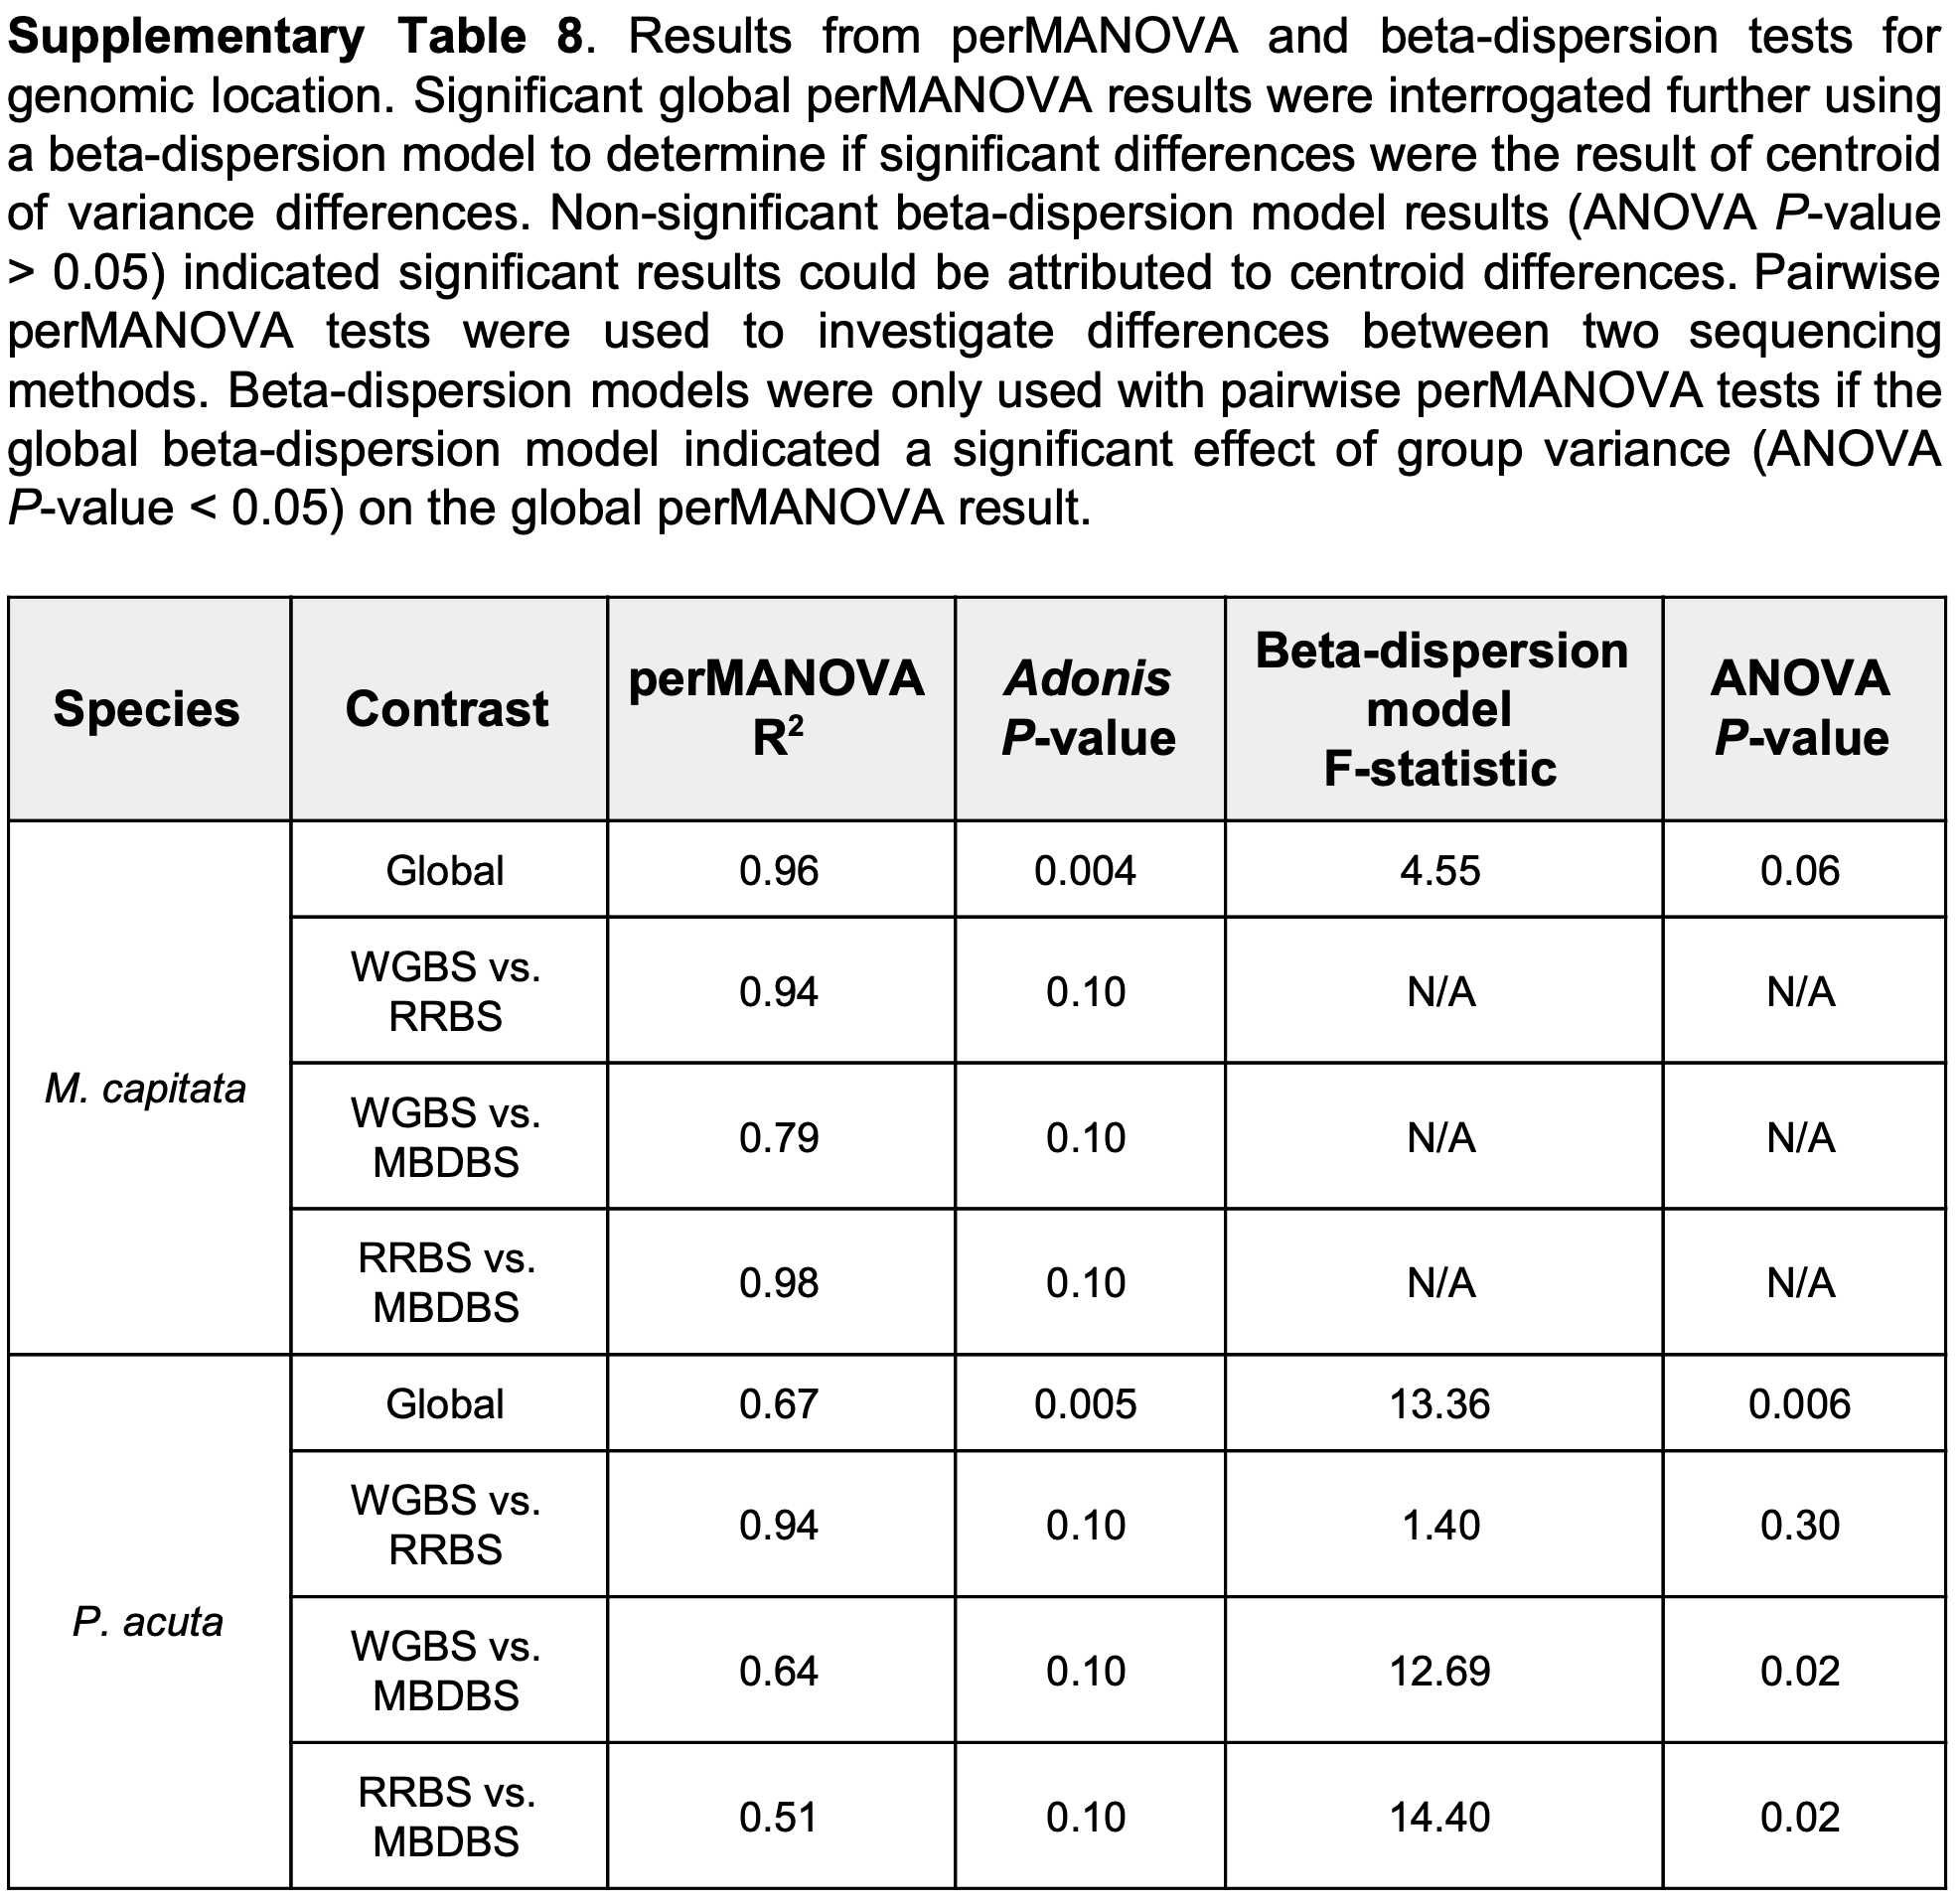 Supplementary Table 8. Results from perMANOVA and beta-dispersion tests for
genomic location. Significant global perMANOVA results were interrogated further using
a beta-dispersion model to determine if significant differences were the result of centroid
of variance differences. Non-significant beta-dispersion model results (ANOVA P-value
> 0.05) indicated significant results could be attributed to centroid differences. Pairwise
perMANOVA tests were used to investigate differences between two sequencing
methods. Beta-dispersion models were only used with pairwise perMANOVA tests if the
global beta-dispersion model indicated a significant effect of group variance (ANOVA
P-value < 0.05) on the global perMANOVA result.
Species Contrast perMANOVA R² Adonis P-value Beta-dispersion model F-statistic ANOVA P-value
M. capitata
Global 0.96 0.004 4.55 0.06
WGBS vs. RRBS 0.94 0.10 N/A N/A
WGBS vs. MBDBS 0.79 0.10 N/A N/A
RRBS vs. MBDBS 0.98 0.10 N/A N/A
P. acuta
Global 0.67 0.005 13.36 0.006
WGBS vs. RRBS 0.94 0.10 1.40 0.30
WGBS vs. MBDBS 0.64 0.10 12.69 0.02
RRBS vs. MBDBS 0.51 0.10 14.40 0.02